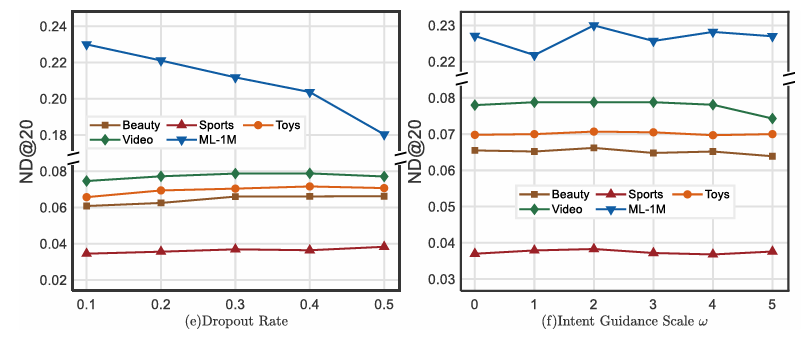 0.24
0.22
0.20
0.18
0.08
0.06
0.04
0.02
ND@20
Beauty Sports Toys
Video ML-1M
0.1 0.2 0.3 0.4 0.5
(e)Dropout Rate
0.23
0.22
0.08
0.07
0.06
0.05
0.04
0.03
ND@20
Beauty Sports Toys
Video ML-1M
0 1 2 3 4 5
(f)Intent Guidance Scale ω